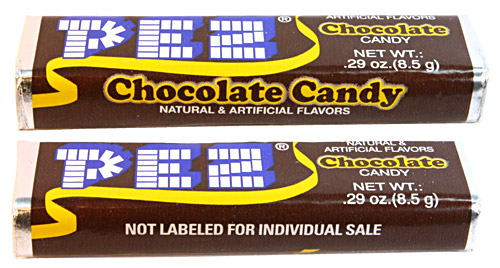 PEZ®
ARTIFICIAL FLAVORS
Chocolate
CANDY
NET WT.:
.29 oz.(8.5 g)
Chocolate Candy
NATURAL & ARTIFICIAL FLAVORS
PEZ®
NATURAL &
ARTIFICIAL FLAVORS
Chocolate
CANDY
NET WT.:
.29 oz.(8.5 g)
NOT LABELED FOR INDIVIDUAL SALE